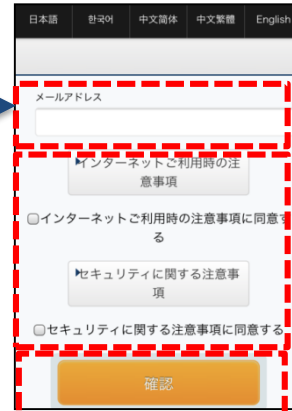 日本語 한국어 中文简体 中文繁體 English
メールアドレス
インターネットご利用時の注
意事項
インターネットご利用時の注意事項に同意す
る
セキュリティに関する注意事
項
セキュリティに関する注意事項に同意する
確認